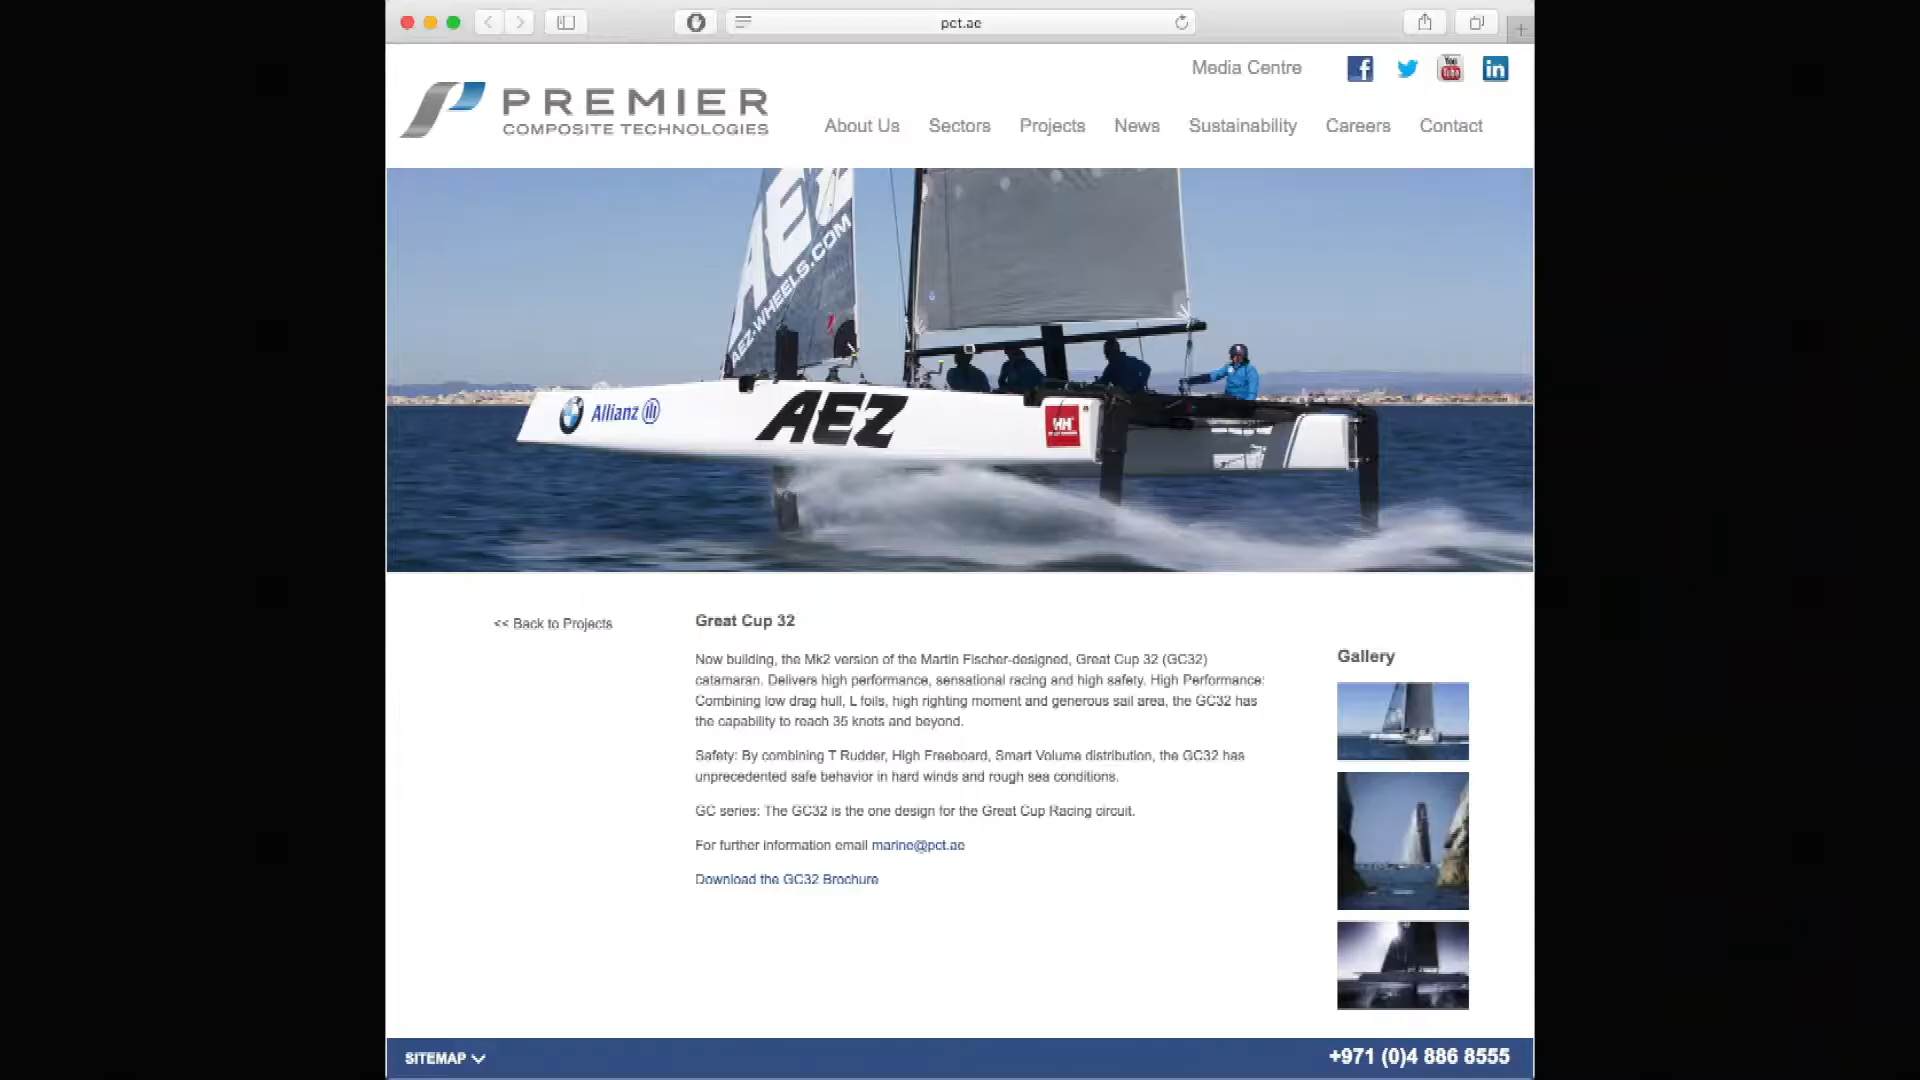 pct.ae
Media Centre
You
Tube
PREMIER
COMPOSITE TECHNOLOGIES
About Us Sectors Projects News Sustainability Careers Contact
AEZ
AEZ-WHEELS.COM
Allianz
AEZ
HH
<< Back to Projects
Great Cup 32
Now building, the Mk2 version of the Martin Fischer-designed, Great Cup 32 (GC32)
catamaran. Delivers high performance, sensational racing and high safety. High Performance:
Combining low drag hull, L foils, high righting moment and generous sail area, the GC32 has
the capability to reach 35 knots and beyond.
Safety: By combining T Rudder, High Freeboard, Smart Volume distribution, the GC32 has
unprecedented safe behavior in hard winds and rough sea conditions.
GC series: The GC32 is the one design for the Great Cup Racing circuit.
For further information email marine@pct.ae
Download the GC32 Brochure
Gallery
SITEMAP
+971 (0)4 886 8555